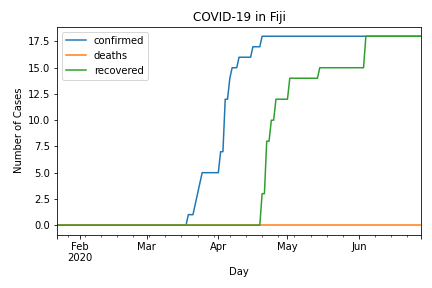 COVID-19 in Fiji
confirmed
deaths
recovered
Number of Cases
17.5
15.0
12.5
10.0
7.5
5.0
2.5
0.0
Feb
2020
Mar
Apr
May
Jun
Day